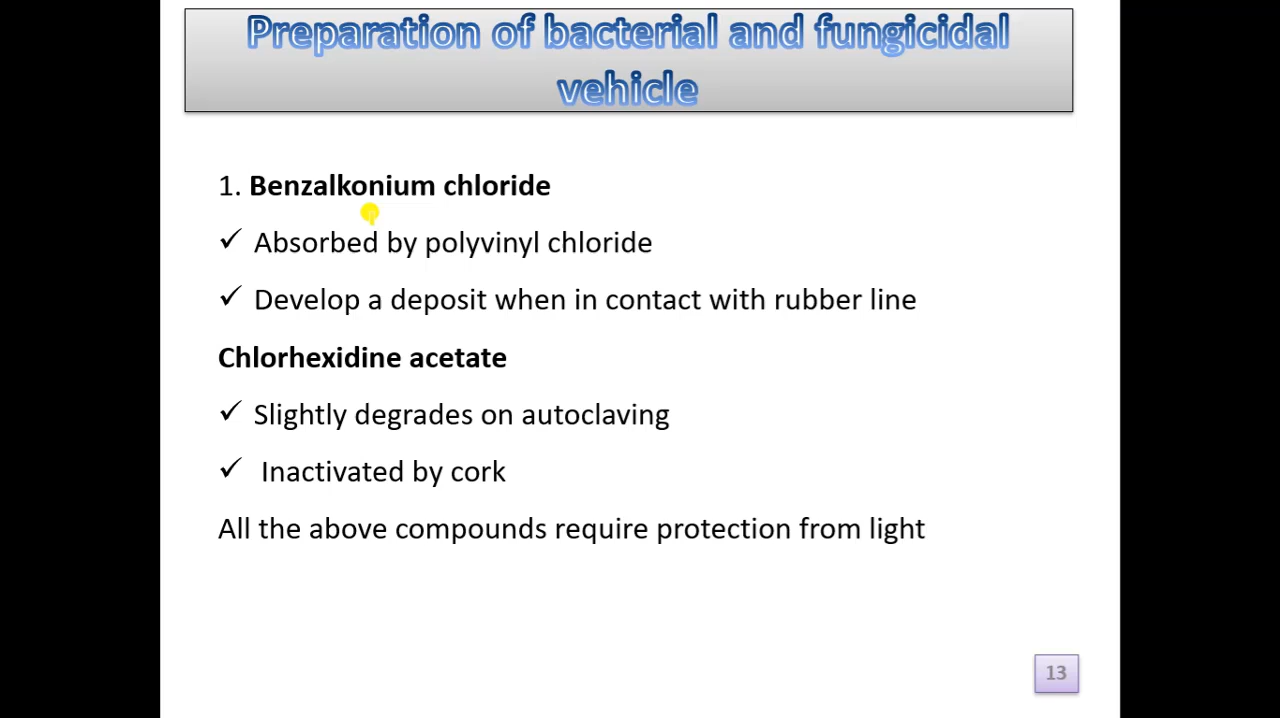 Preparation of bacterial and fungicidal
vehicle
1. Benzalkonium chloride
✓ Absorbed by polyvinyl chloride
✓ Develop a deposit when in contact with rubber line
Chlorhexidine acetate
✓ Slightly degrades on autoclaving
✓ Inactivated by cork
All the above compounds require protection from light
13